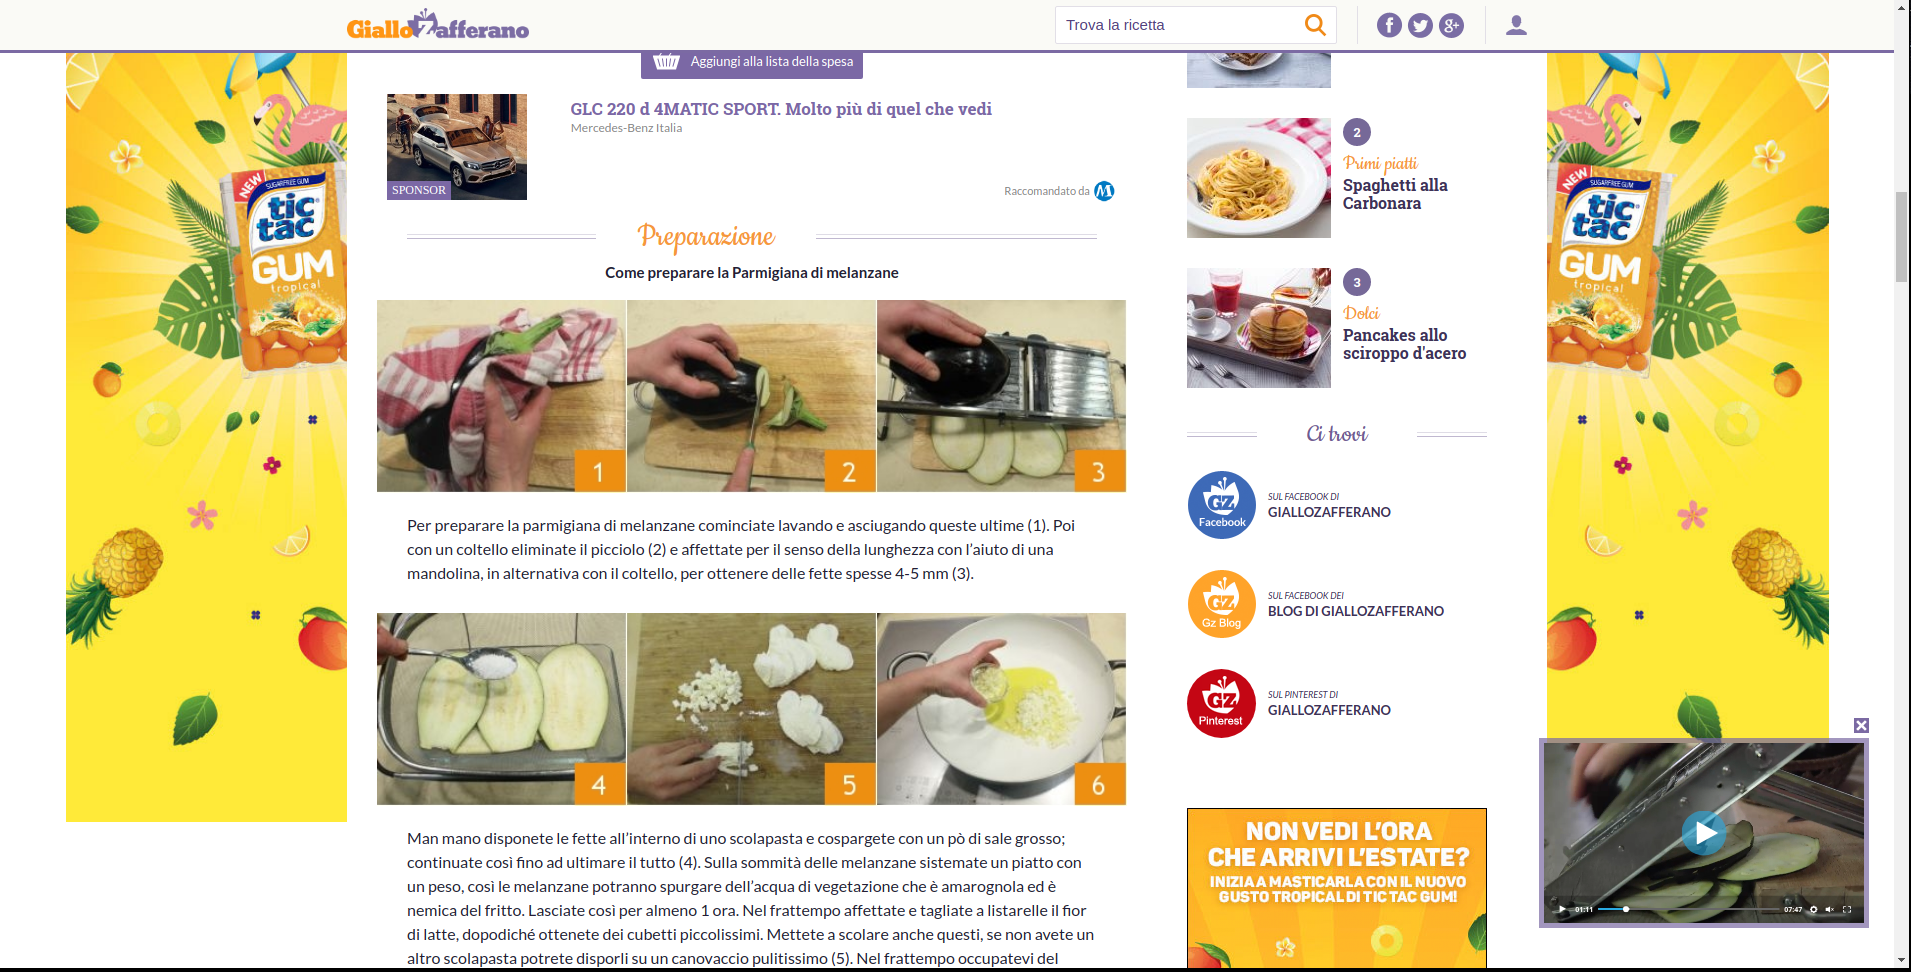 GialloZafferano
Trova la ricetta
Aggiungi alla lista della spesa
GLC 220 d 4MATIC SPORT. Molto più di quel che vedi
Mercedes-Benz Italia
SPONSOR
Raccomandato da
Preparazione
Come preparare la Parmigiana di melanzane
1
2
3
Per preparare la parmigiana di melanzane cominciate lavando e asciugando queste ultime (1). Poi
con un coltello eliminate il picciolo (2) e affettate per il senso della lunghezza con l’aiuto di una
mandolina, in alternativa con il coltello, per ottenere delle fette spesse 4-5 mm (3).
4
5
6
Man mano disponete le fette all’interno di uno scolapasta e cospargete con un pò di sale grosso;
continuate così fino ad ultimare il tutto (4). Sulla sommità delle melanzane sistemate un piatto con
un peso, così le melanzane potranno spurgare dell’acqua di vegetazione che è amarognola ed è
nemica del fritto. Lasciate così per almeno 1 ora. Nel frattempo affettate e tagliate a listarelle il fior
di latte, dopodiché ottenete dei cubetti piccolissimi. Mettete a scolare anche questi, se non avete un
altro scolapasta potrete disporli su un canovaccio pulitissimo (5). Nel frattempo occupatevi del
2
Primi piatti
Spaghetti alla
Carbonara
3
Dolci
Pancakes allo
sciroppo d'acero
Ci trovi
GZ
Facebook
SUL FACEBOOK DI
GIALLOZAFFERANO
GZ
Gz Blog
SUL FACEBOOK DEI
BLOG DI GIALLOZAFFERANO
GZ
Pinterest
SUL PINTEREST DI
GIALLOZAFFERANO
NON VEDI L’ORA
CHE ARRIVI L’ESTATE?
INIZIA A MASTICARLA CON IL NUOVO
GUSTO TROPICAL DI TIC TAC GUM!
NEW
SUGARFREE GUM
tic
tac
GUM
tropical
NEW
SUGARFREE GUM
tic
tac
GUM
tropical
01:11
07:47